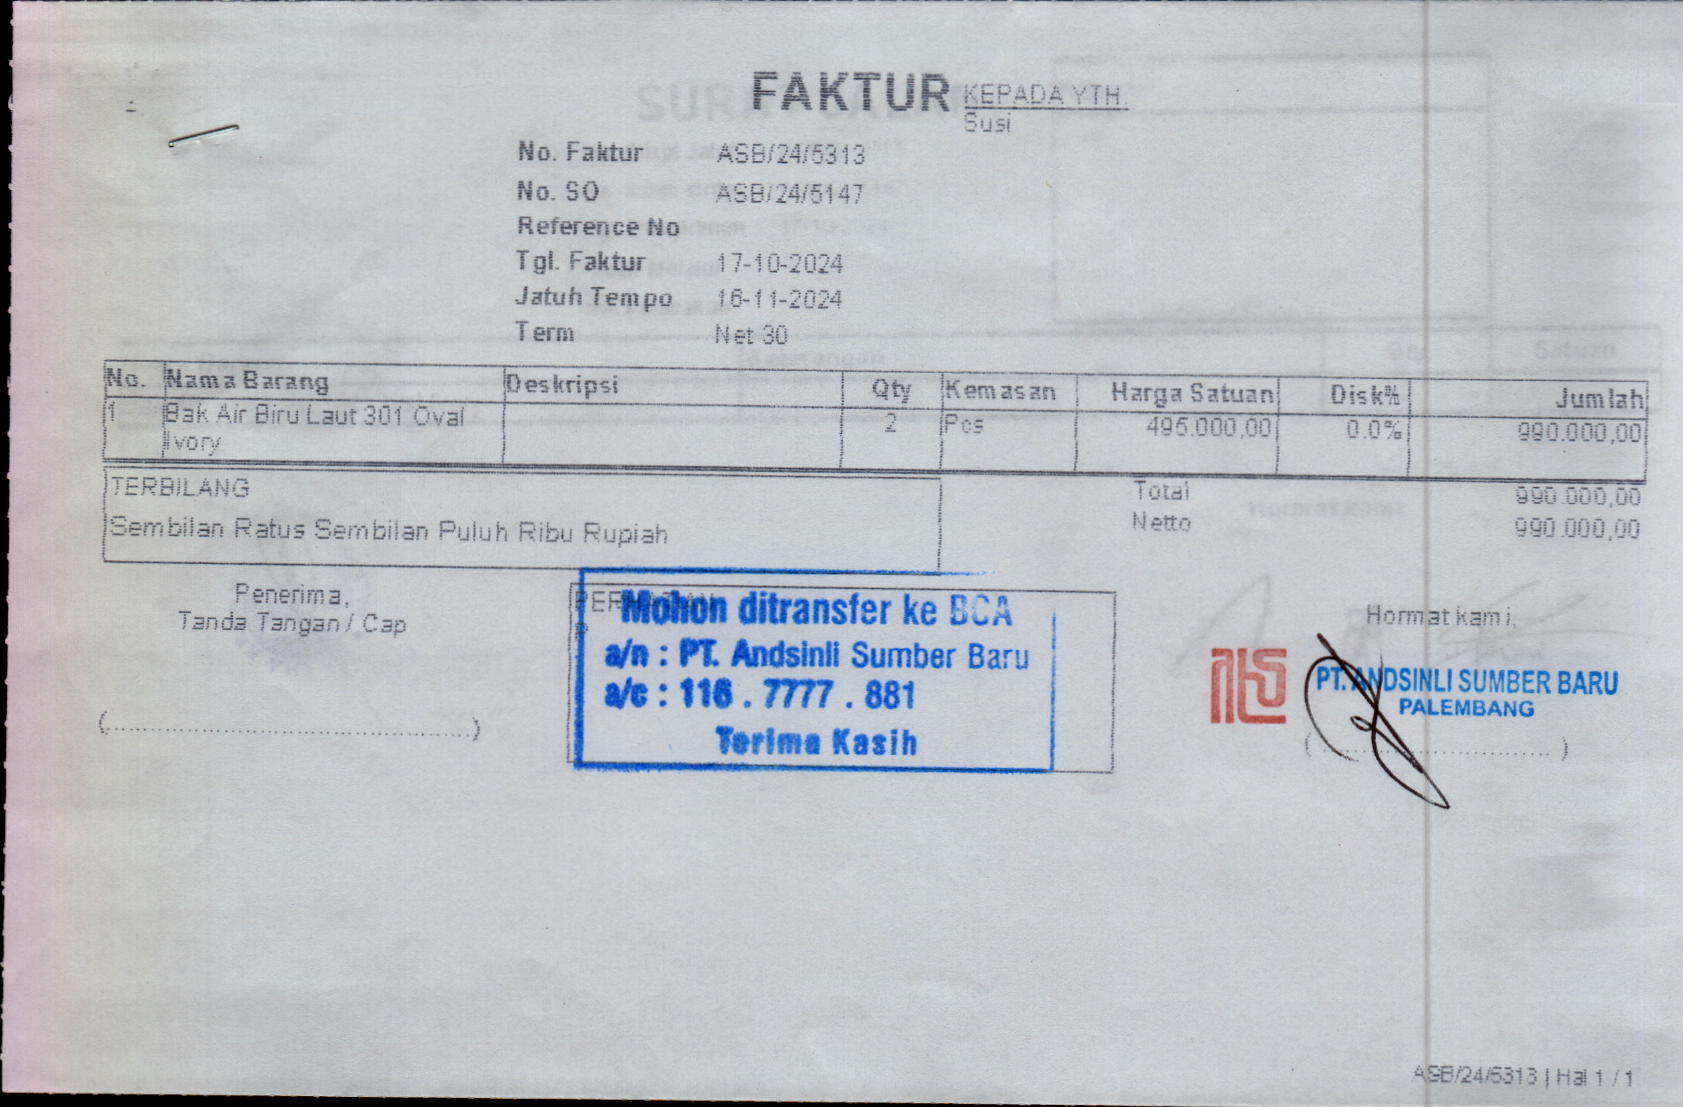 FAKTUR
KEPADA YTH.
Susi
No. Faktur ASB/24/5313
No. SO ASB/24/5147
Reference No
Tgl. Faktur 17-10-2024
Jatuh Tempo 16-11-2024
Term Net 30
No. Nama Barang Deskripsi Qty Kemasan Harga Satuan Disk% Jumlah
1 Bak Air Biru Laut 301 Oval 2 Pcs 495.000,00 0.0% 990.000,00
Ivory
TERBILANG
Total 990.000,00
Sembilan Ratus Sembilan Puluh Ribu Rupiah
Netto 990.000,00
Penerima,
Tanda Tangan / Cap
Mohon ditransfer ke BCA
a/n : PT. Andsinli Sumber Baru
a/c : 116 . 7777 . 881
Terima Kasih
Hormat kami,
PT. ANDSINLI SUMBER BARU
PALEMBANG
ASB/24/5313 | Hal 1 / 1